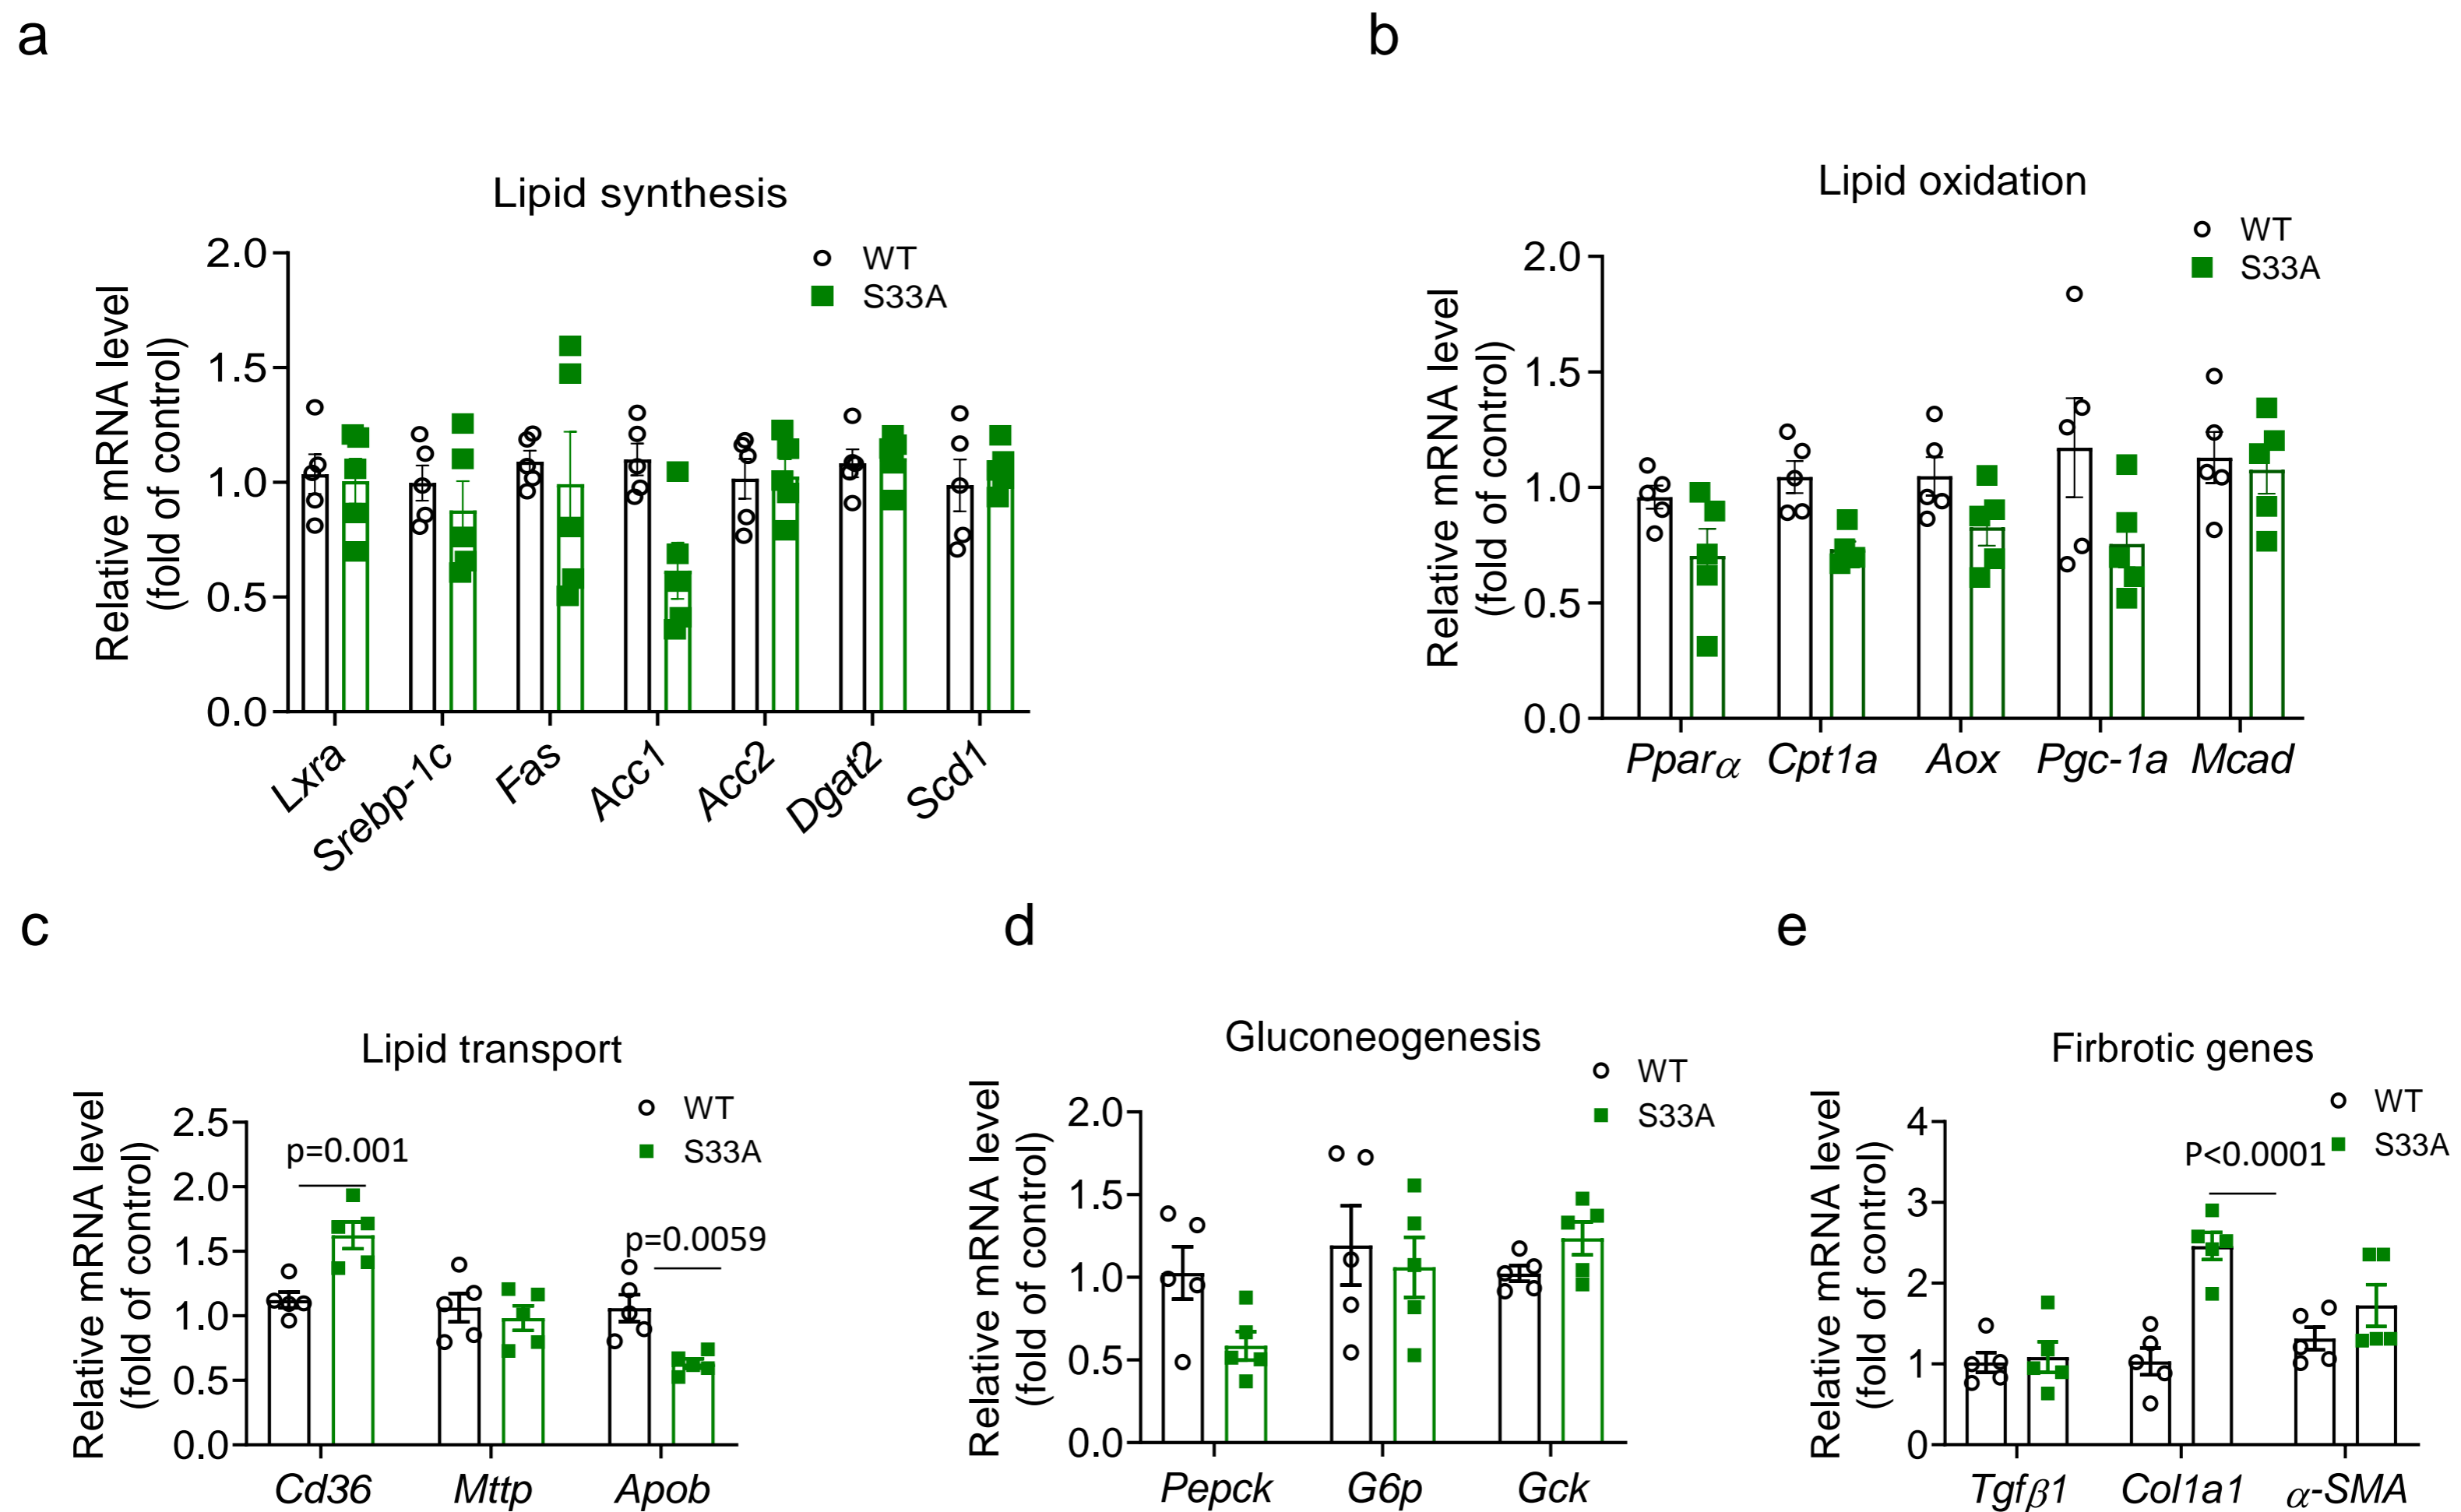 a
Lipid synthesis
WT
S33A
Relative mRNA level
(fold of control)
2.0
1.5
1.0
0.5
0.0
Lxra
Srebp-1c
Fas
Acc1
Acc2
Dgat2
Scd1
b
Lipid oxidation
WT
S33A
Relative mRNA level
(fold of control)
2.0
1.5
1.0
0.5
0.0
Pparα
Cpt1a
Aox
Pgc-1a
Mcad
c
Lipid transport
WT
S33A
Relative mRNA level
(fold of control)
2.5
2.0
1.5
1.0
0.5
0.0
p=0.001
p=0.0059
Cd36
Mttp
Apob
d
Gluconeogenesis
WT
S33A
Relative mRNA level
(fold of control)
2.0
1.5
1.0
0.5
0.0
Pepck
G6p
Gck
e
Firbrotic genes
WT
S33A
Relative mRNA level
(fold of control)
4
3
2
1
0
P<0.0001
Tgfβ1
Col1a1
α-SMA